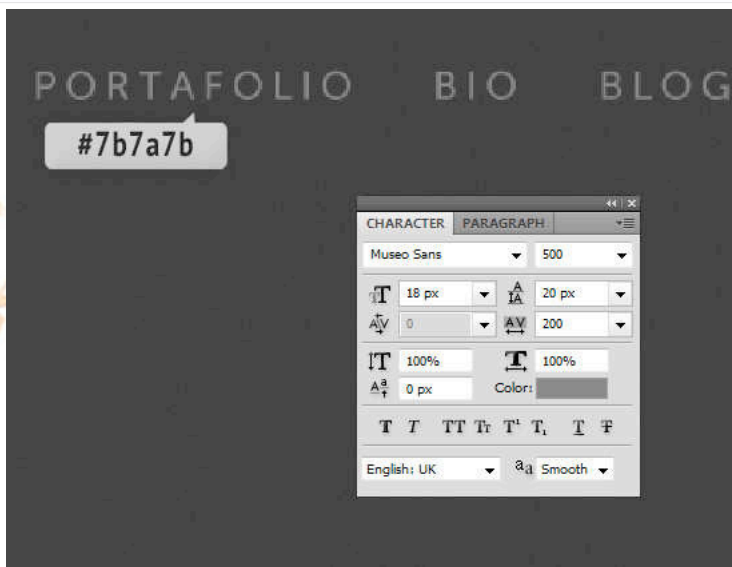 PORTAFOLIO BIO BLOG
#7b7a7b
CHARACTER PARAGRAPH
Museo Sans 500
18 px 20 px
0 200
100% 100%
0 px Color:
T T TT Tr T¹ T, T T
English: UK aa Smooth